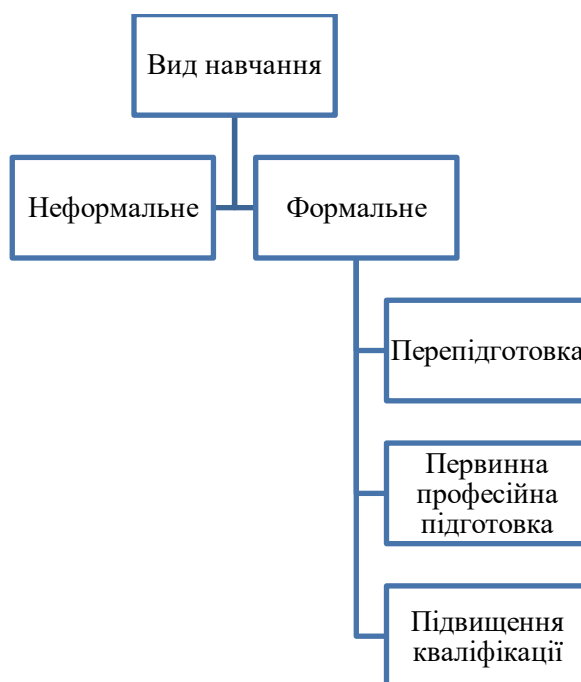 Вид навчання
Неформальне
Формальне
Перепідготовка
Первинна
професійна
підготовка
Підвищення
кваліфікації